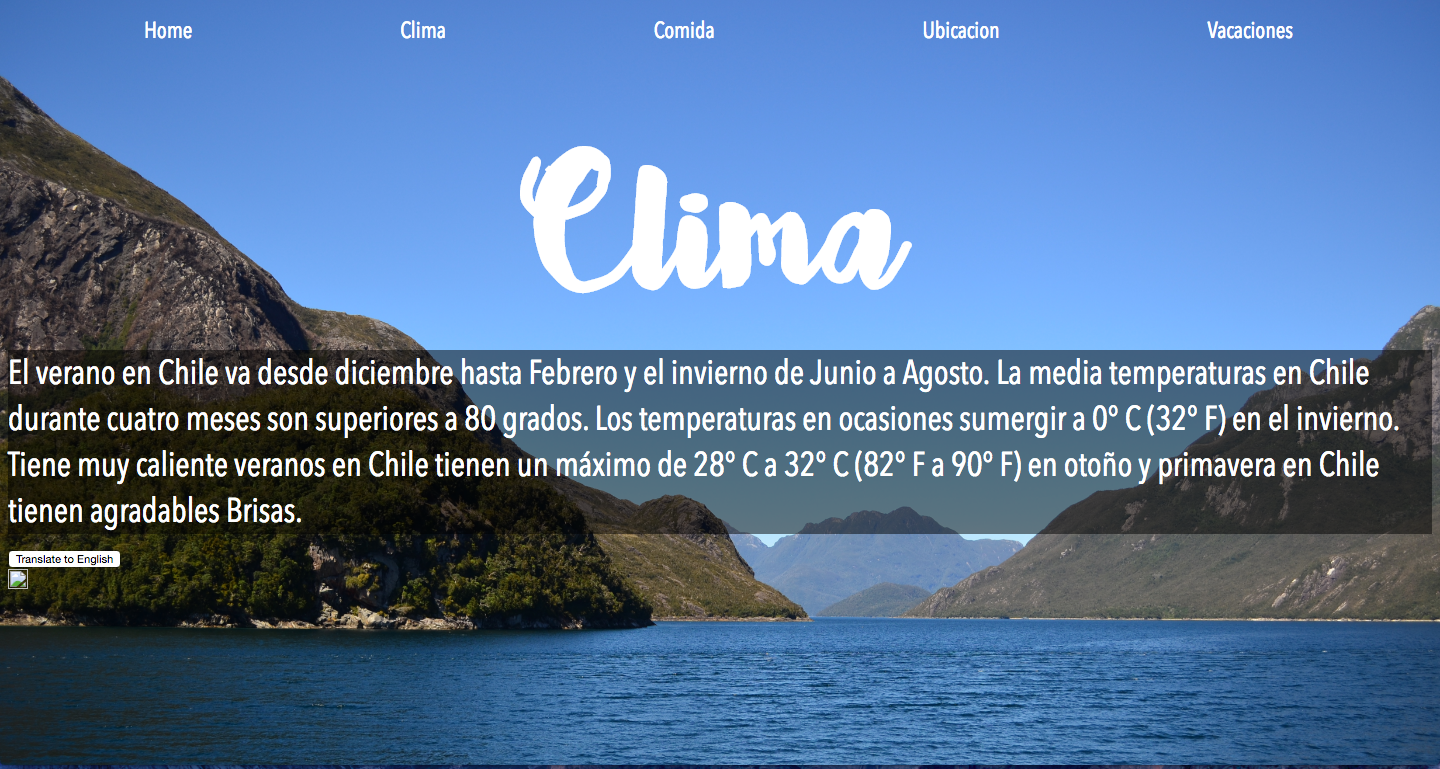 Home Clima Comida Ubicacion Vacaciones
Clima
El verano en Chile va desde diciembre hasta Febrero y el invierno de Junio a Agosto. La media temperaturas en Chile
durante cuatro meses son superiores a 80 grados. Los temperaturas en ocasiones sumergir a 0º C (32º F) en el invierno.
Tiene muy caliente veranos en Chile tienen un máximo de 28º C a 32º C (82º F a 90º F) en otoño y primavera en Chile
tienen agradables Brisas.
Translate to English